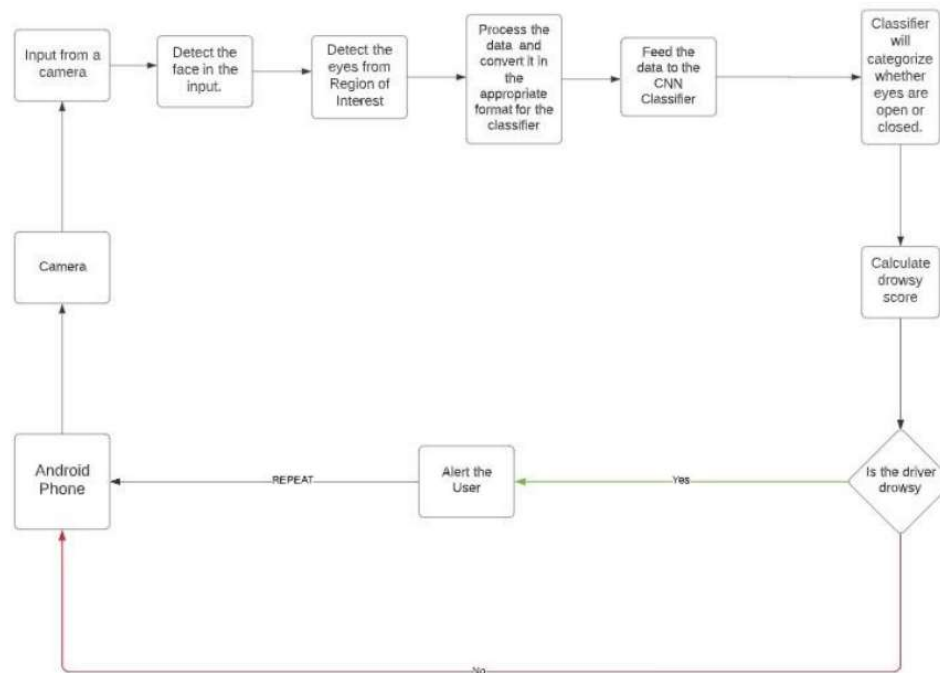 Input from a
camera
Detect the
face in the
input.
Detect the
eyes from
Region of
Interest
Process the
data and
convert it in
the
appropriate
format for the
classifier
Feed the
data to the
CNN
Classifier
Classifier
will
categorize
whether
eyes are
open or
closed.
Camera
Calculate
drowsy
score
Android
Phone
REPEAT
Alert the
User
Yes
Is the driver
drowsy
No